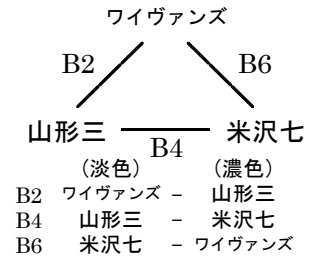 ワイヴァンズ
B2 B6
山形三 米沢七
B4
(淡色) (濃色)
B2 ワイヴァンズ − 山形三
B4 山形三 − 米沢七
B6 米沢七 − ワイヴァンズ